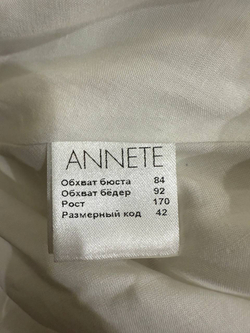 ANNETE
Обхват бюста 84
Обхват бёдер 92
Рост 170
Размерный код 42